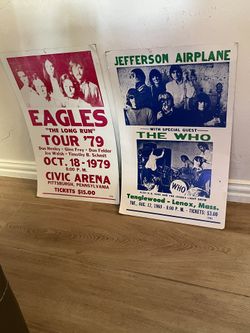 EAGLES
"THE LONG RUN"
TOUR '79
Don Henley • Glen Frey • Don Felder
Joe Walsh • Timothy B. Schmit
OCT. 18 - 1979
8:00 P.M.
CIVIC ARENA
PITTSBURGH, PENNSYLVANIA
TICKETS $15.00
JEFFERSON AIRPLANE
WITH SPECIAL GUEST
THE WHO
WHO
Tanglewood - Lenox, Mass.
TUE. AUG. 12, 1969 - 8:00 P. M. - TICKETS: $3.00